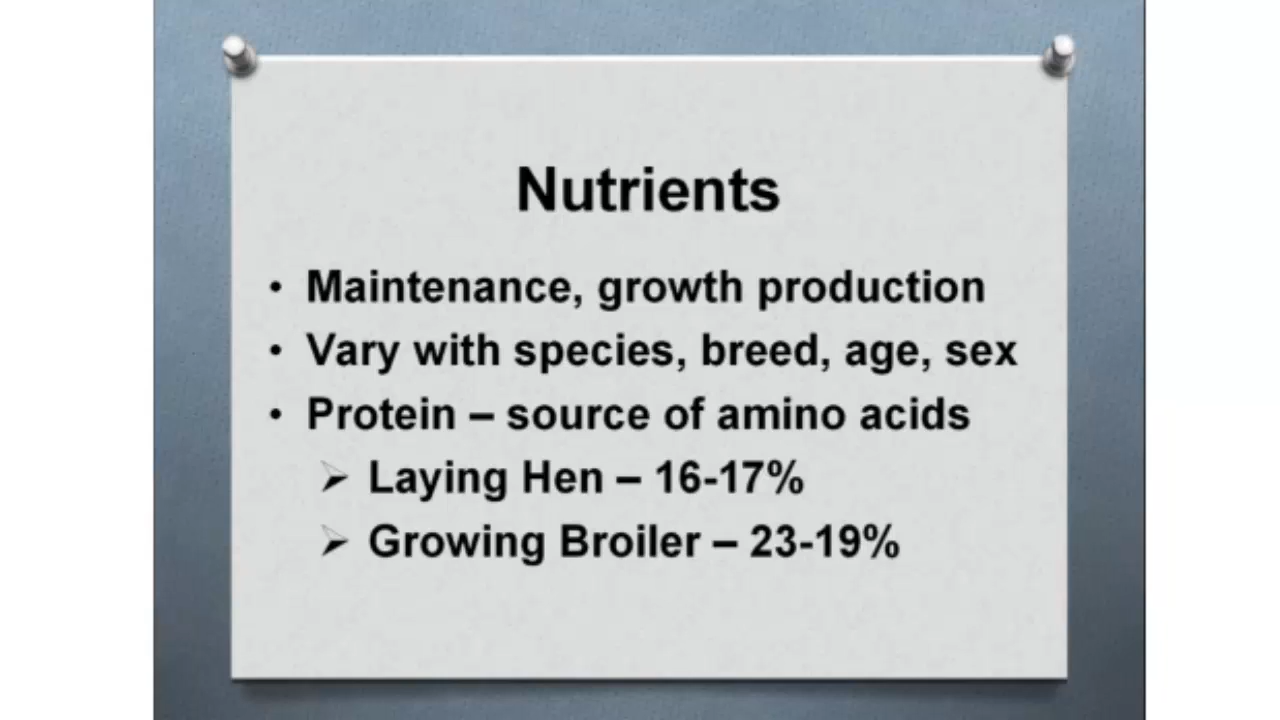 Nutrients
• Maintenance, growth production
• Vary with species, breed, age, sex
• Protein – source of amino acids
➢ Laying Hen – 16-17%
➢ Growing Broiler – 23-19%